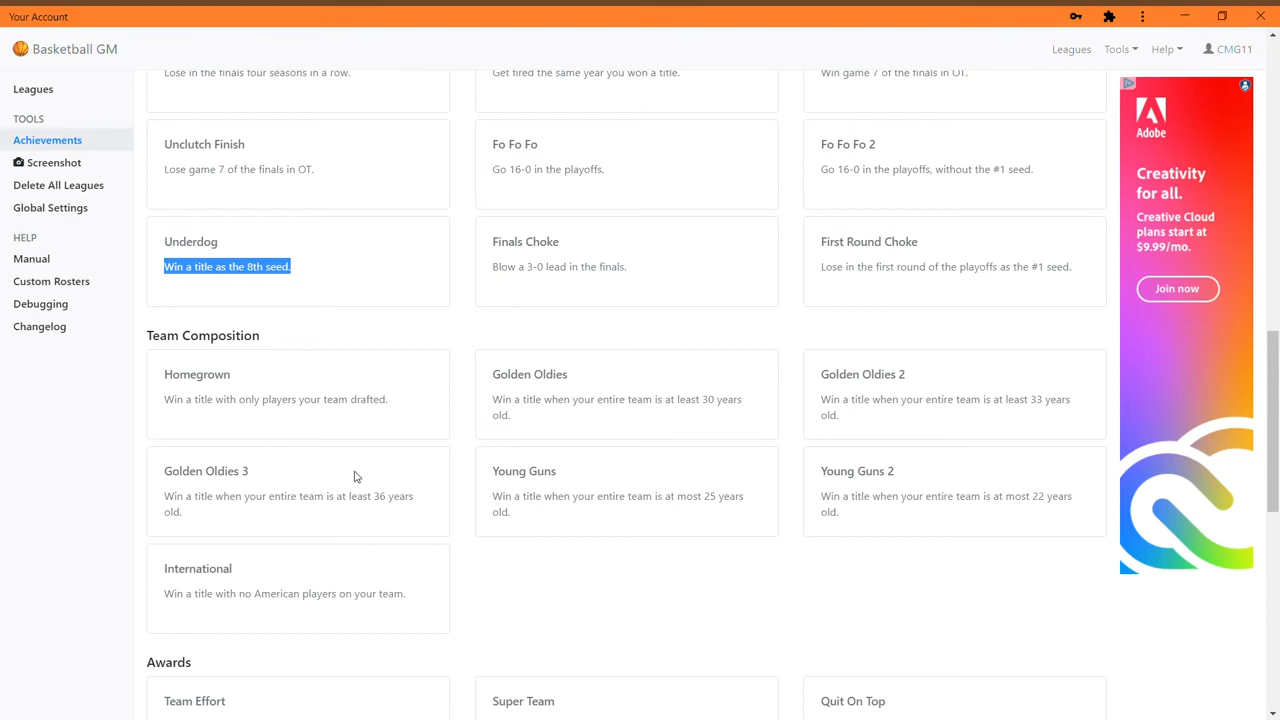 Your Account
Basketball GM
Leagues
Tools
Help
CMG11
Leagues
TOOLS
Achievements
Screenshot
Delete All Leagues
Global Settings
HELP
Manual
Custom Rosters
Debugging
Changelog
Lose in the finals four seasons in a row.
Get fired the same year you won a title.
Win game 7 of the finals in OT.
Unclutch Finish
Lose game 7 of the finals in OT.
Fo Fo Fo
Go 16-0 in the playoffs.
Fo Fo Fo 2
Go 16-0 in the playoffs, without the #1 seed.
Underdog
Win a title as the 8th seed.
Finals Choke
Blow a 3-0 lead in the finals.
First Round Choke
Lose in the first round of the playoffs as the #1 seed.
Team Composition
Homegrown
Win a title with only players your team drafted.
Golden Oldies
Win a title when your entire team is at least 30 years
old.
Golden Oldies 2
Win a title when your entire team is at least 33 years
old.
Golden Oldies 3
Win a title when your entire team is at least 36 years
old.
Young Guns
Win a title when your entire team is at most 25 years
old.
Young Guns 2
Win a title when your entire team is at most 22 years
old.
International
Win a title with no American players on your team.
Awards
Team Effort
Super Team
Quit On Top
Adobe
Creativity
for all.
Creative Cloud
plans start at
$9.99/mo.
Join now